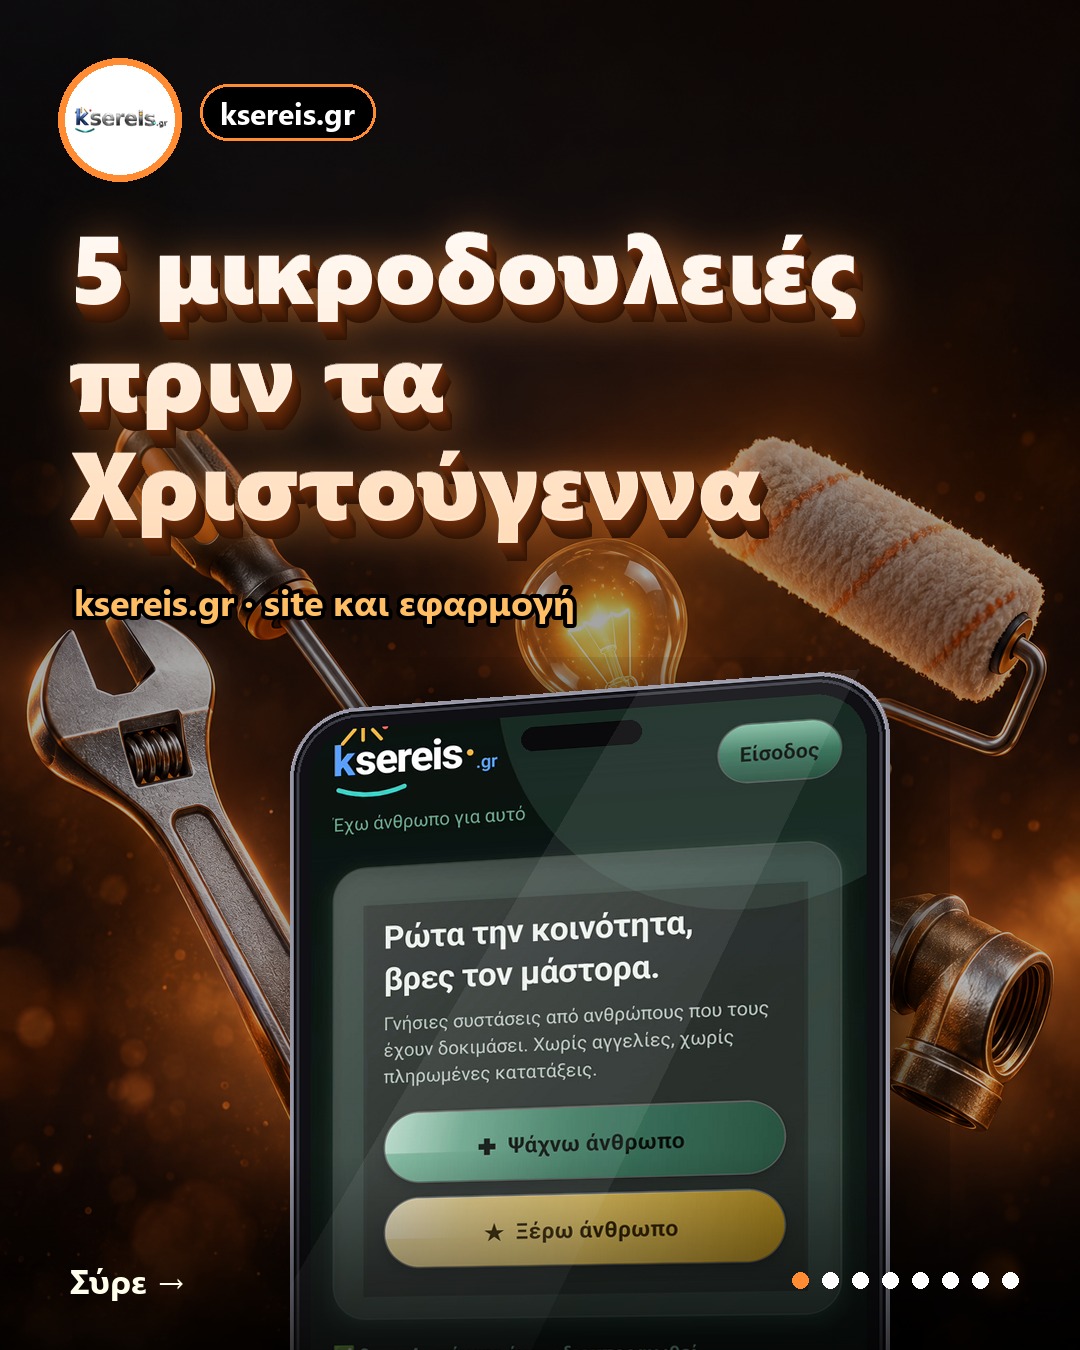 ksereis.gr
ksereis.gr
5 μικροδουλειές
πριν τα
Χριστούγεννα
ksereis.gr · site και εφαρμογή
ksereis.gr
Είσοδος
Έχω άνθρωπο για αυτό
Ρώτα την κοινότητα,
βρες τον μάστορα.
Γνήσιες συστάσεις από ανθρώπους που τους
έχουν δοκιμάσει. Χωρίς αγγελίες, χωρίς
πληρωμένες κατατάξεις.
✚ Ψάχνω άνθρωπο
★ Ξέρω άνθρωπο
Σύρε →